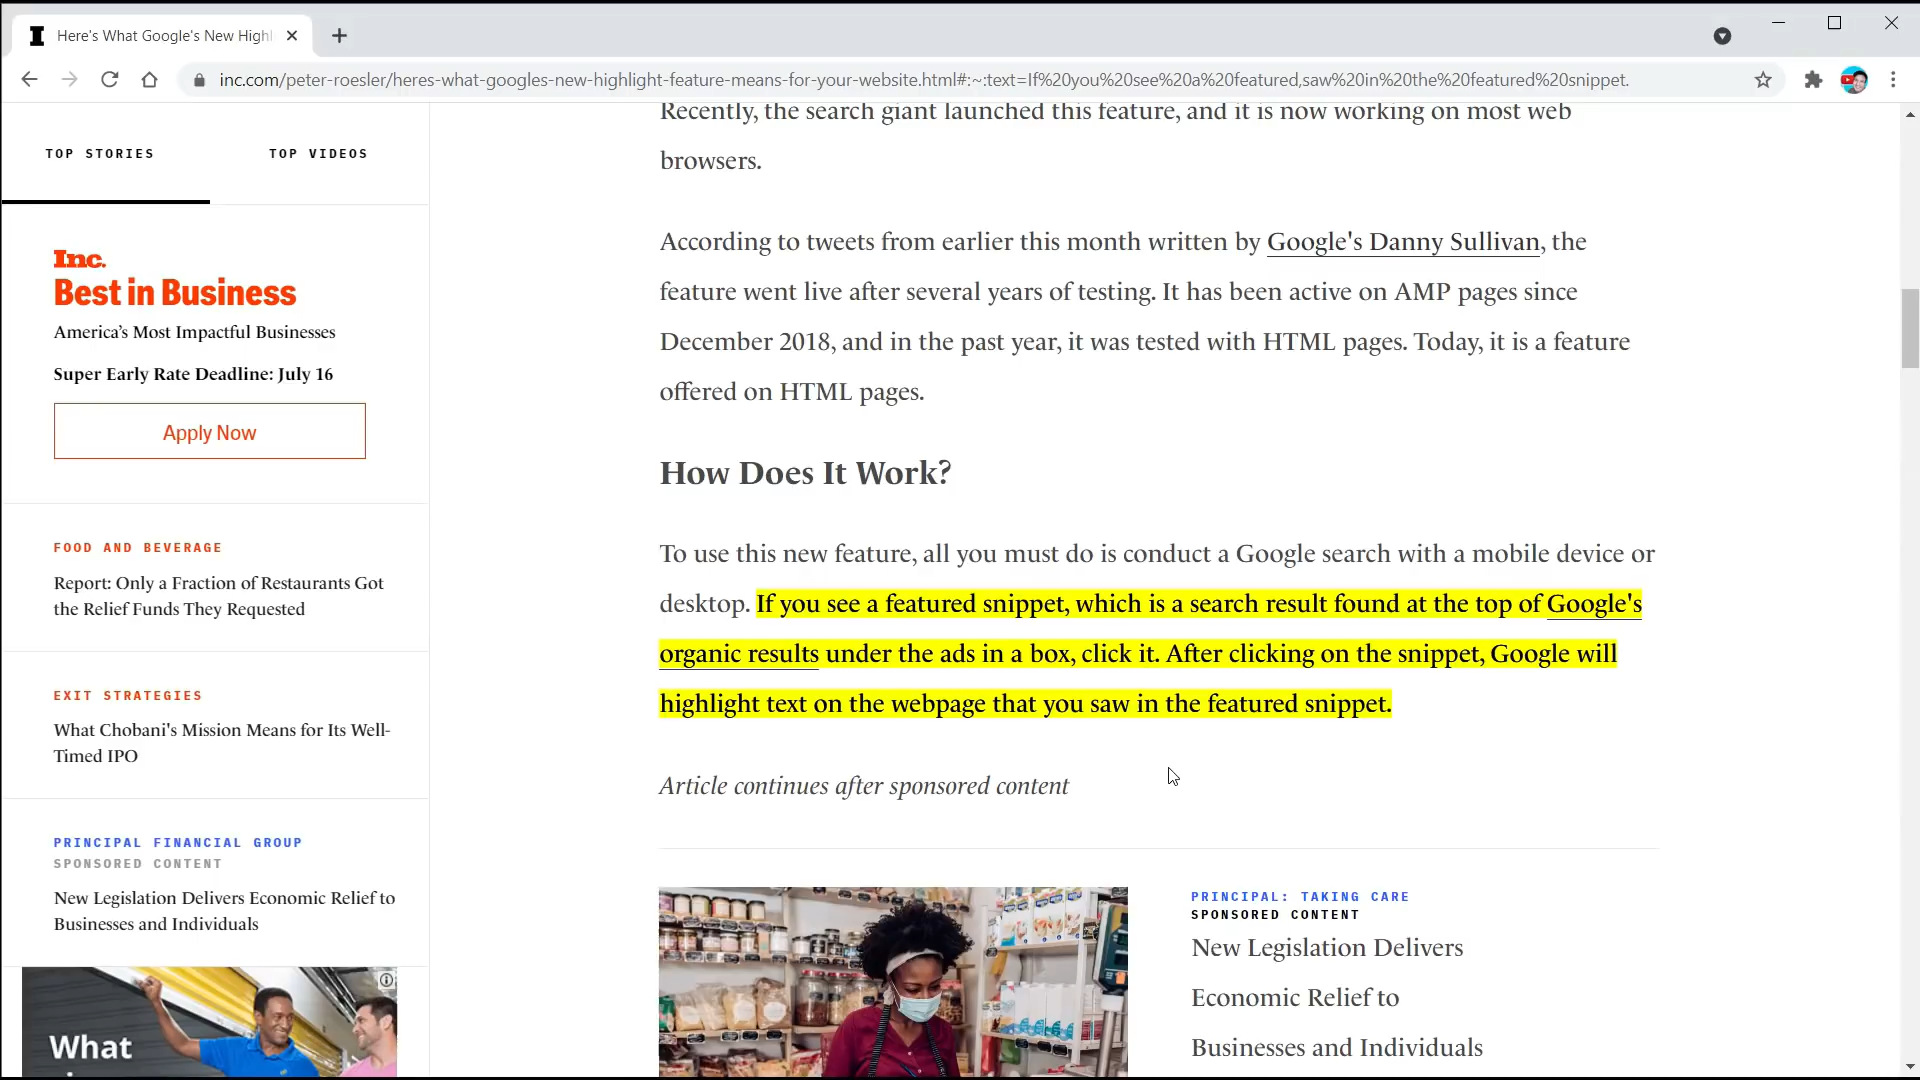 Here's What Google's New Highl
inc.com/peter-roesler/heres-what-googles-new-highlight-feature-means-for-your-website.html#:~:text=If%20you%20see%20a%20featured,saw%20in%20the%20featured%20snippet.
TOP STORIES
TOP VIDEOS
Inc.
Best in Business
America's Most Impactful Businesses
Super Early Rate Deadline: July 16
Apply Now
FOOD AND BEVERAGE
Report: Only a Fraction of Restaurants Got
the Relief Funds They Requested
EXIT STRATEGIES
What Chobani's Mission Means for Its Well-
Timed IPO
PRINCIPAL FINANCIAL GROUP
SPONSORED CONTENT
New Legislation Delivers Economic Relief to
Businesses and Individuals
What
Recently, the search giant launched this feature, and it is now working on most web
browsers.
According to tweets from earlier this month written by Google's Danny Sullivan, the
feature went live after several years of testing. It has been active on AMP pages since
December 2018, and in the past year, it was tested with HTML pages. Today, it is a feature
offered on HTML pages.
How Does It Work?
To use this new feature, all you must do is conduct a Google search with a mobile device or
desktop. If you see a featured snippet, which is a search result found at the top of Google's
organic results under the ads in a box, click it. After clicking on the snippet, Google will
highlight text on the webpage that you saw in the featured snippet.
Article continues after sponsored content
PRINCIPAL: TAKING CARE
SPONSORED CONTENT
New Legislation Delivers
Economic Relief to
Businesses and Individuals